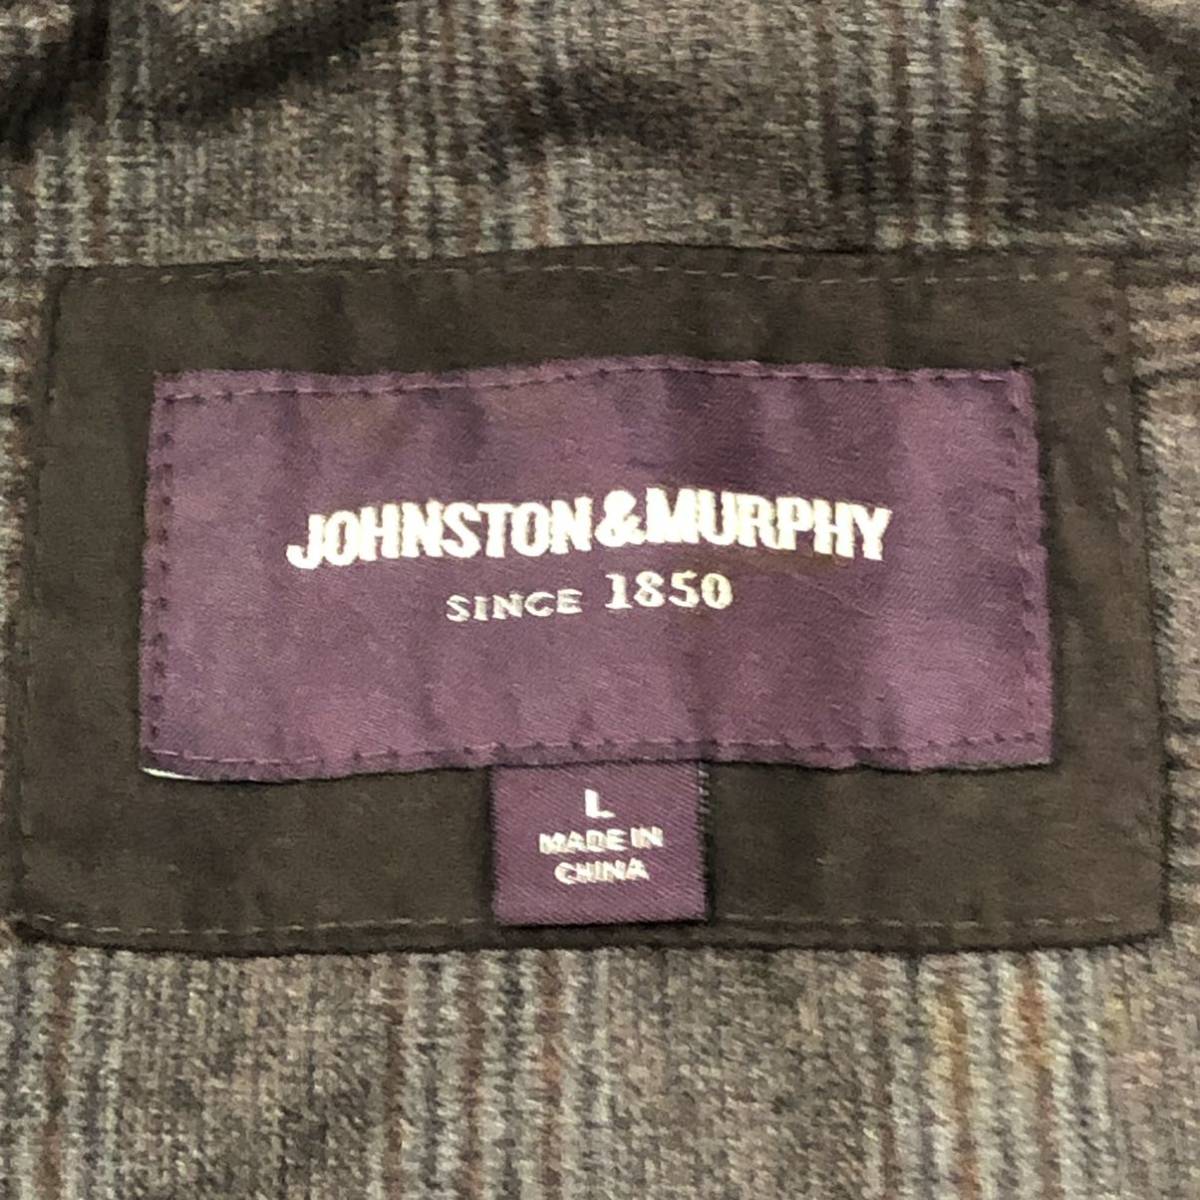 JOHNSTON&MURPHY
SINCE 1850
L
MADE IN
CHINA